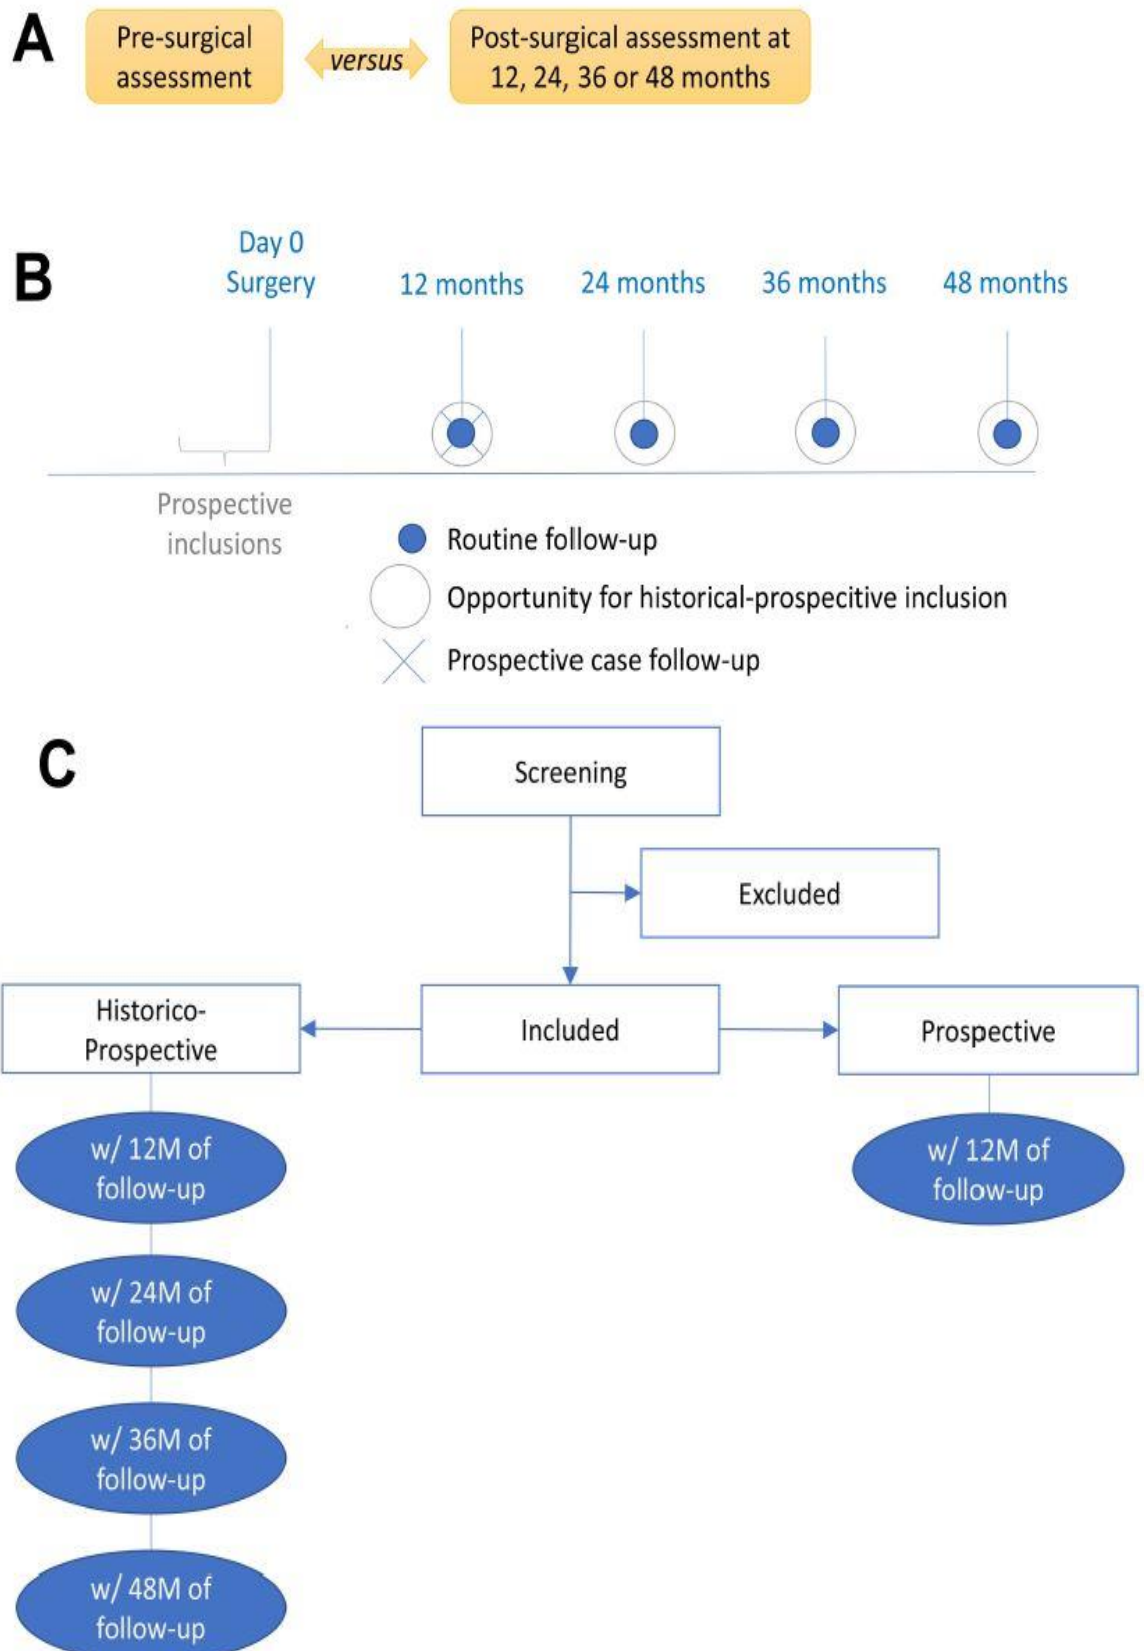 A
Pre-surgical
assessment
versus
Post-surgical assessment at
12, 24, 36 or 48 months
B
Day 0
Surgery
12 months
24 months
36 months
48 months
Prospective
inclusions
Routine follow-up
Opportunity for historical-prospecitive inclusion
Prospective case follow-up
C
Screening
Excluded
Historico-
Prospective
Included
Prospective
w/ 12M of
follow-up
w/ 12M of
follow-up
w/ 24M of
follow-up
w/ 36M of
follow-up
w/ 48M of
follow-up